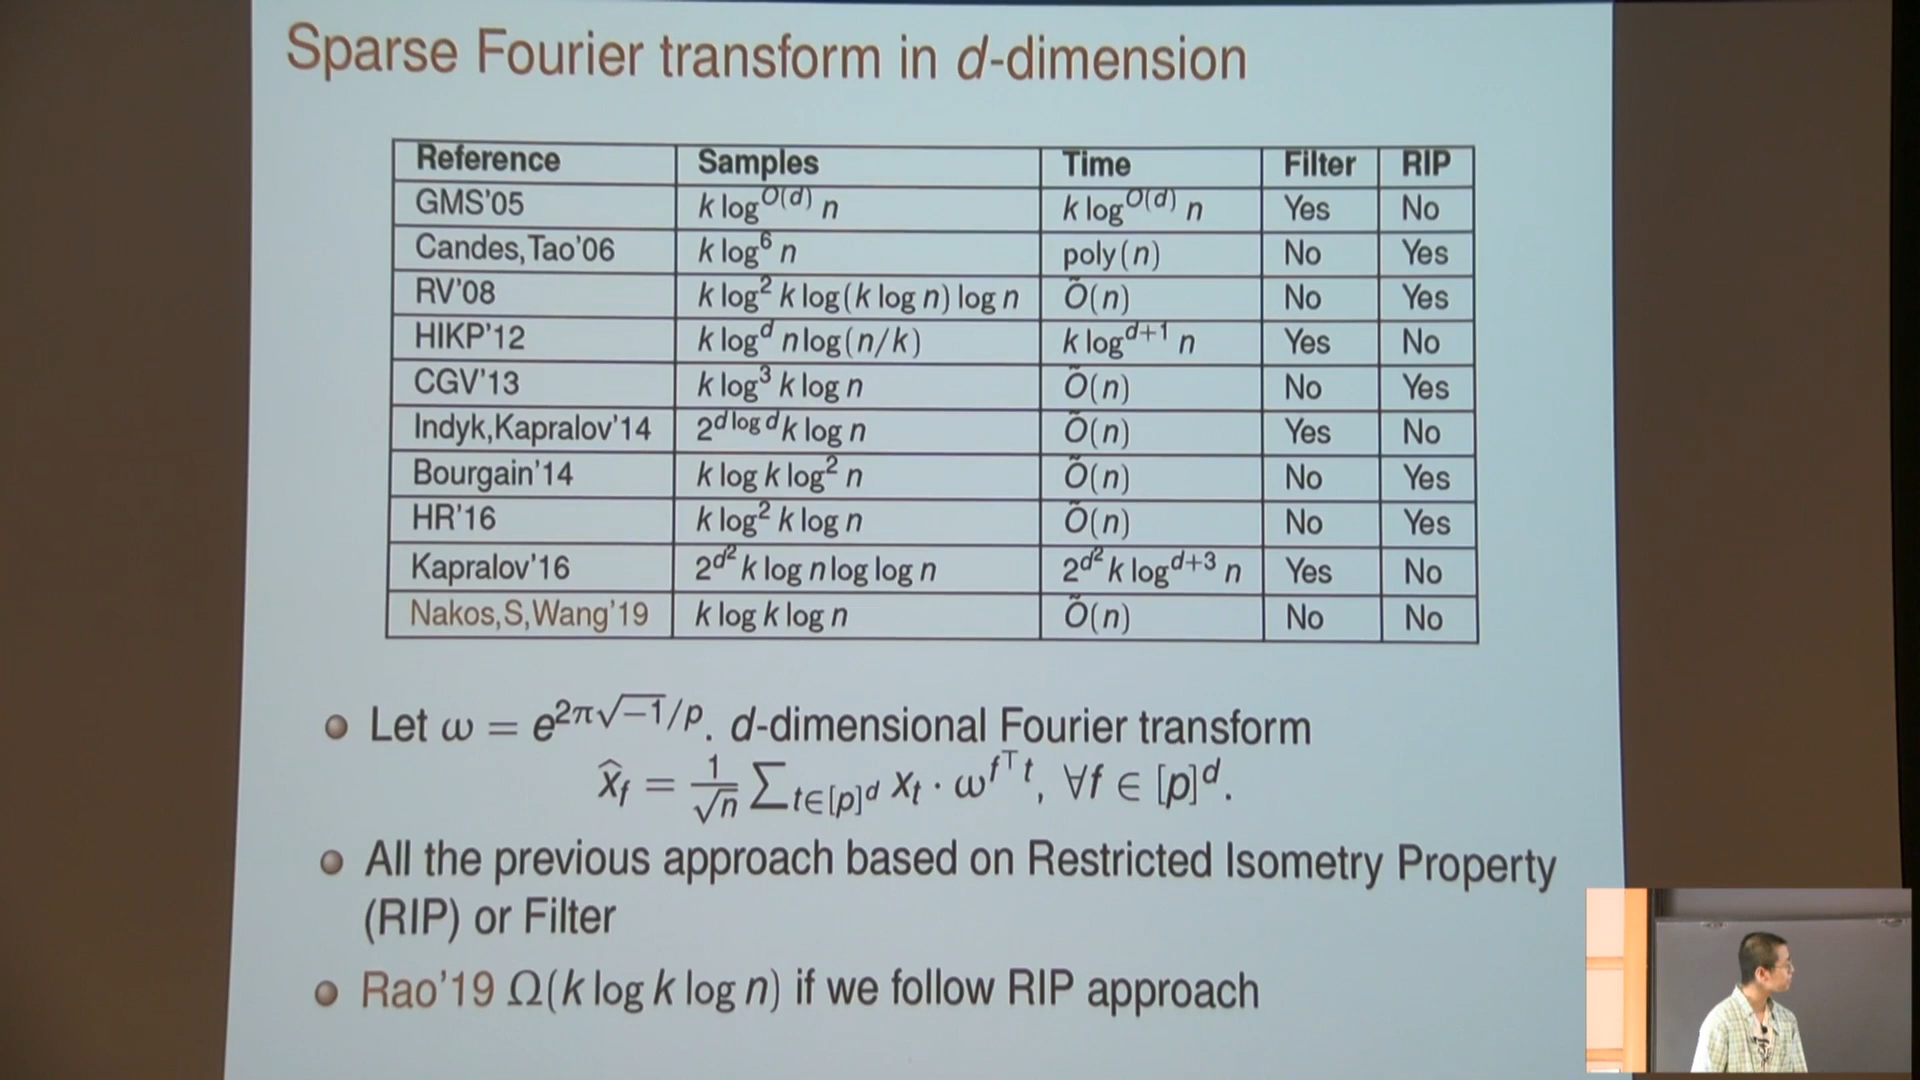 Sparse Fourier transform in d-dimension
Reference Samples Time Filter RIP
GMS'05 k log^{O(d)} n k log^{O(d)} n Yes No
Candes,Tao'06 k log^6 n poly(n) No Yes
RV'08 k log^2 k log(k log n) log n Õ(n) No Yes
HIKP'12 k log^d n log(n/k) k log^{d+1} n Yes No
CGV'13 k log^3 k log n Õ(n) No Yes
Indyk,Kapralov'14 2^{d log d} k log n Õ(n) Yes No
Bourgain'14 k log k log^2 n Õ(n) No Yes
HR'16 k log^2 k log n Õ(n) No Yes
Kapralov'16 2^{d^2} k log n log log n 2^{d^2} k log^{d+3} n Yes No
Nakos,S,Wang'19 k log k log n Õ(n) No No
Let ω = e^{2π√−1/p}. d-dimensional Fourier transform
x̂_f = 1/√n ∑_{t∈[p]^d} x_t · ω^{f^⊤ t}, ∀f ∈ [p]^d.
All the previous approach based on Restricted Isometry Property
(RIP) or Filter
Rao'19 Ω(k log k log n) if we follow RIP approach